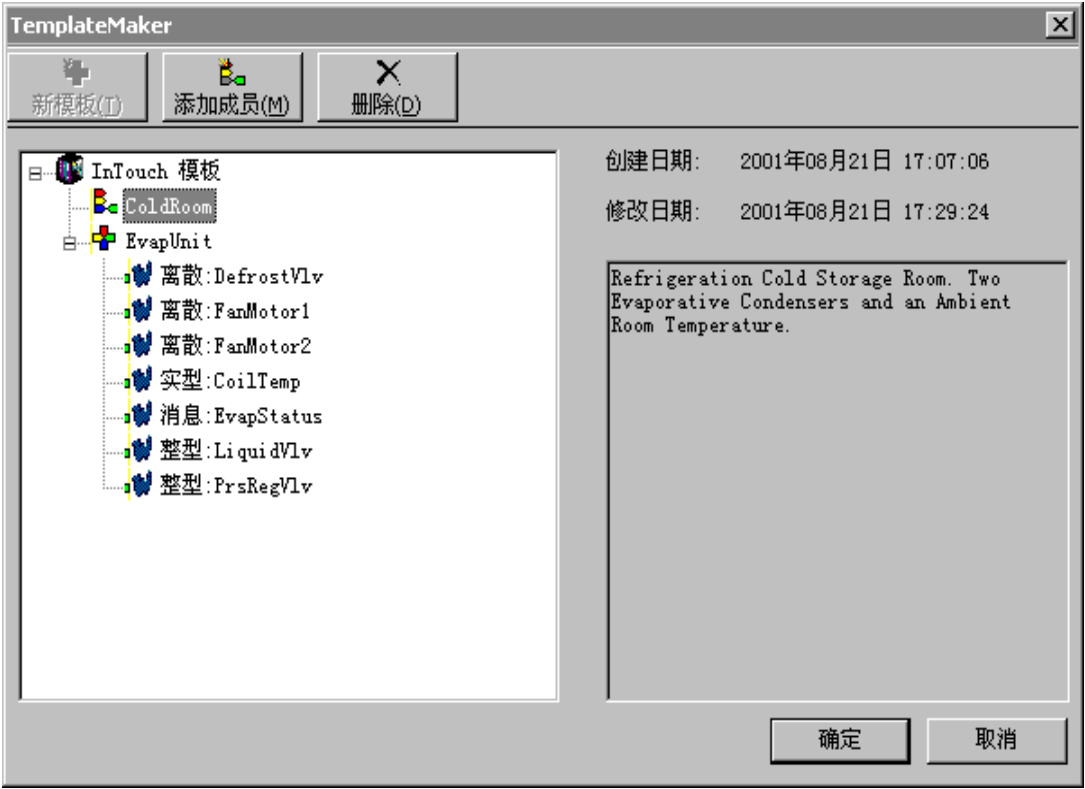 TemplateMaker
新模板(T) 添加成员(M) 删除(D)
InTouch 模板
ColdRoom
EvapUnit
离散:DefrostVlv
离散:FanMotor1
离散:FanMotor2
实型:CoilTemp
消息:EvapStatus
整型:LiquidVlv
整型:PrsRegVlv
创建日期: 2001年08月21日 17:07:06
修改日期: 2001年08月21日 17:29:24
Refrigeration Cold Storage Room. Two
Evaporative Condensers and an Ambient
Room Temperature.
确定 取消